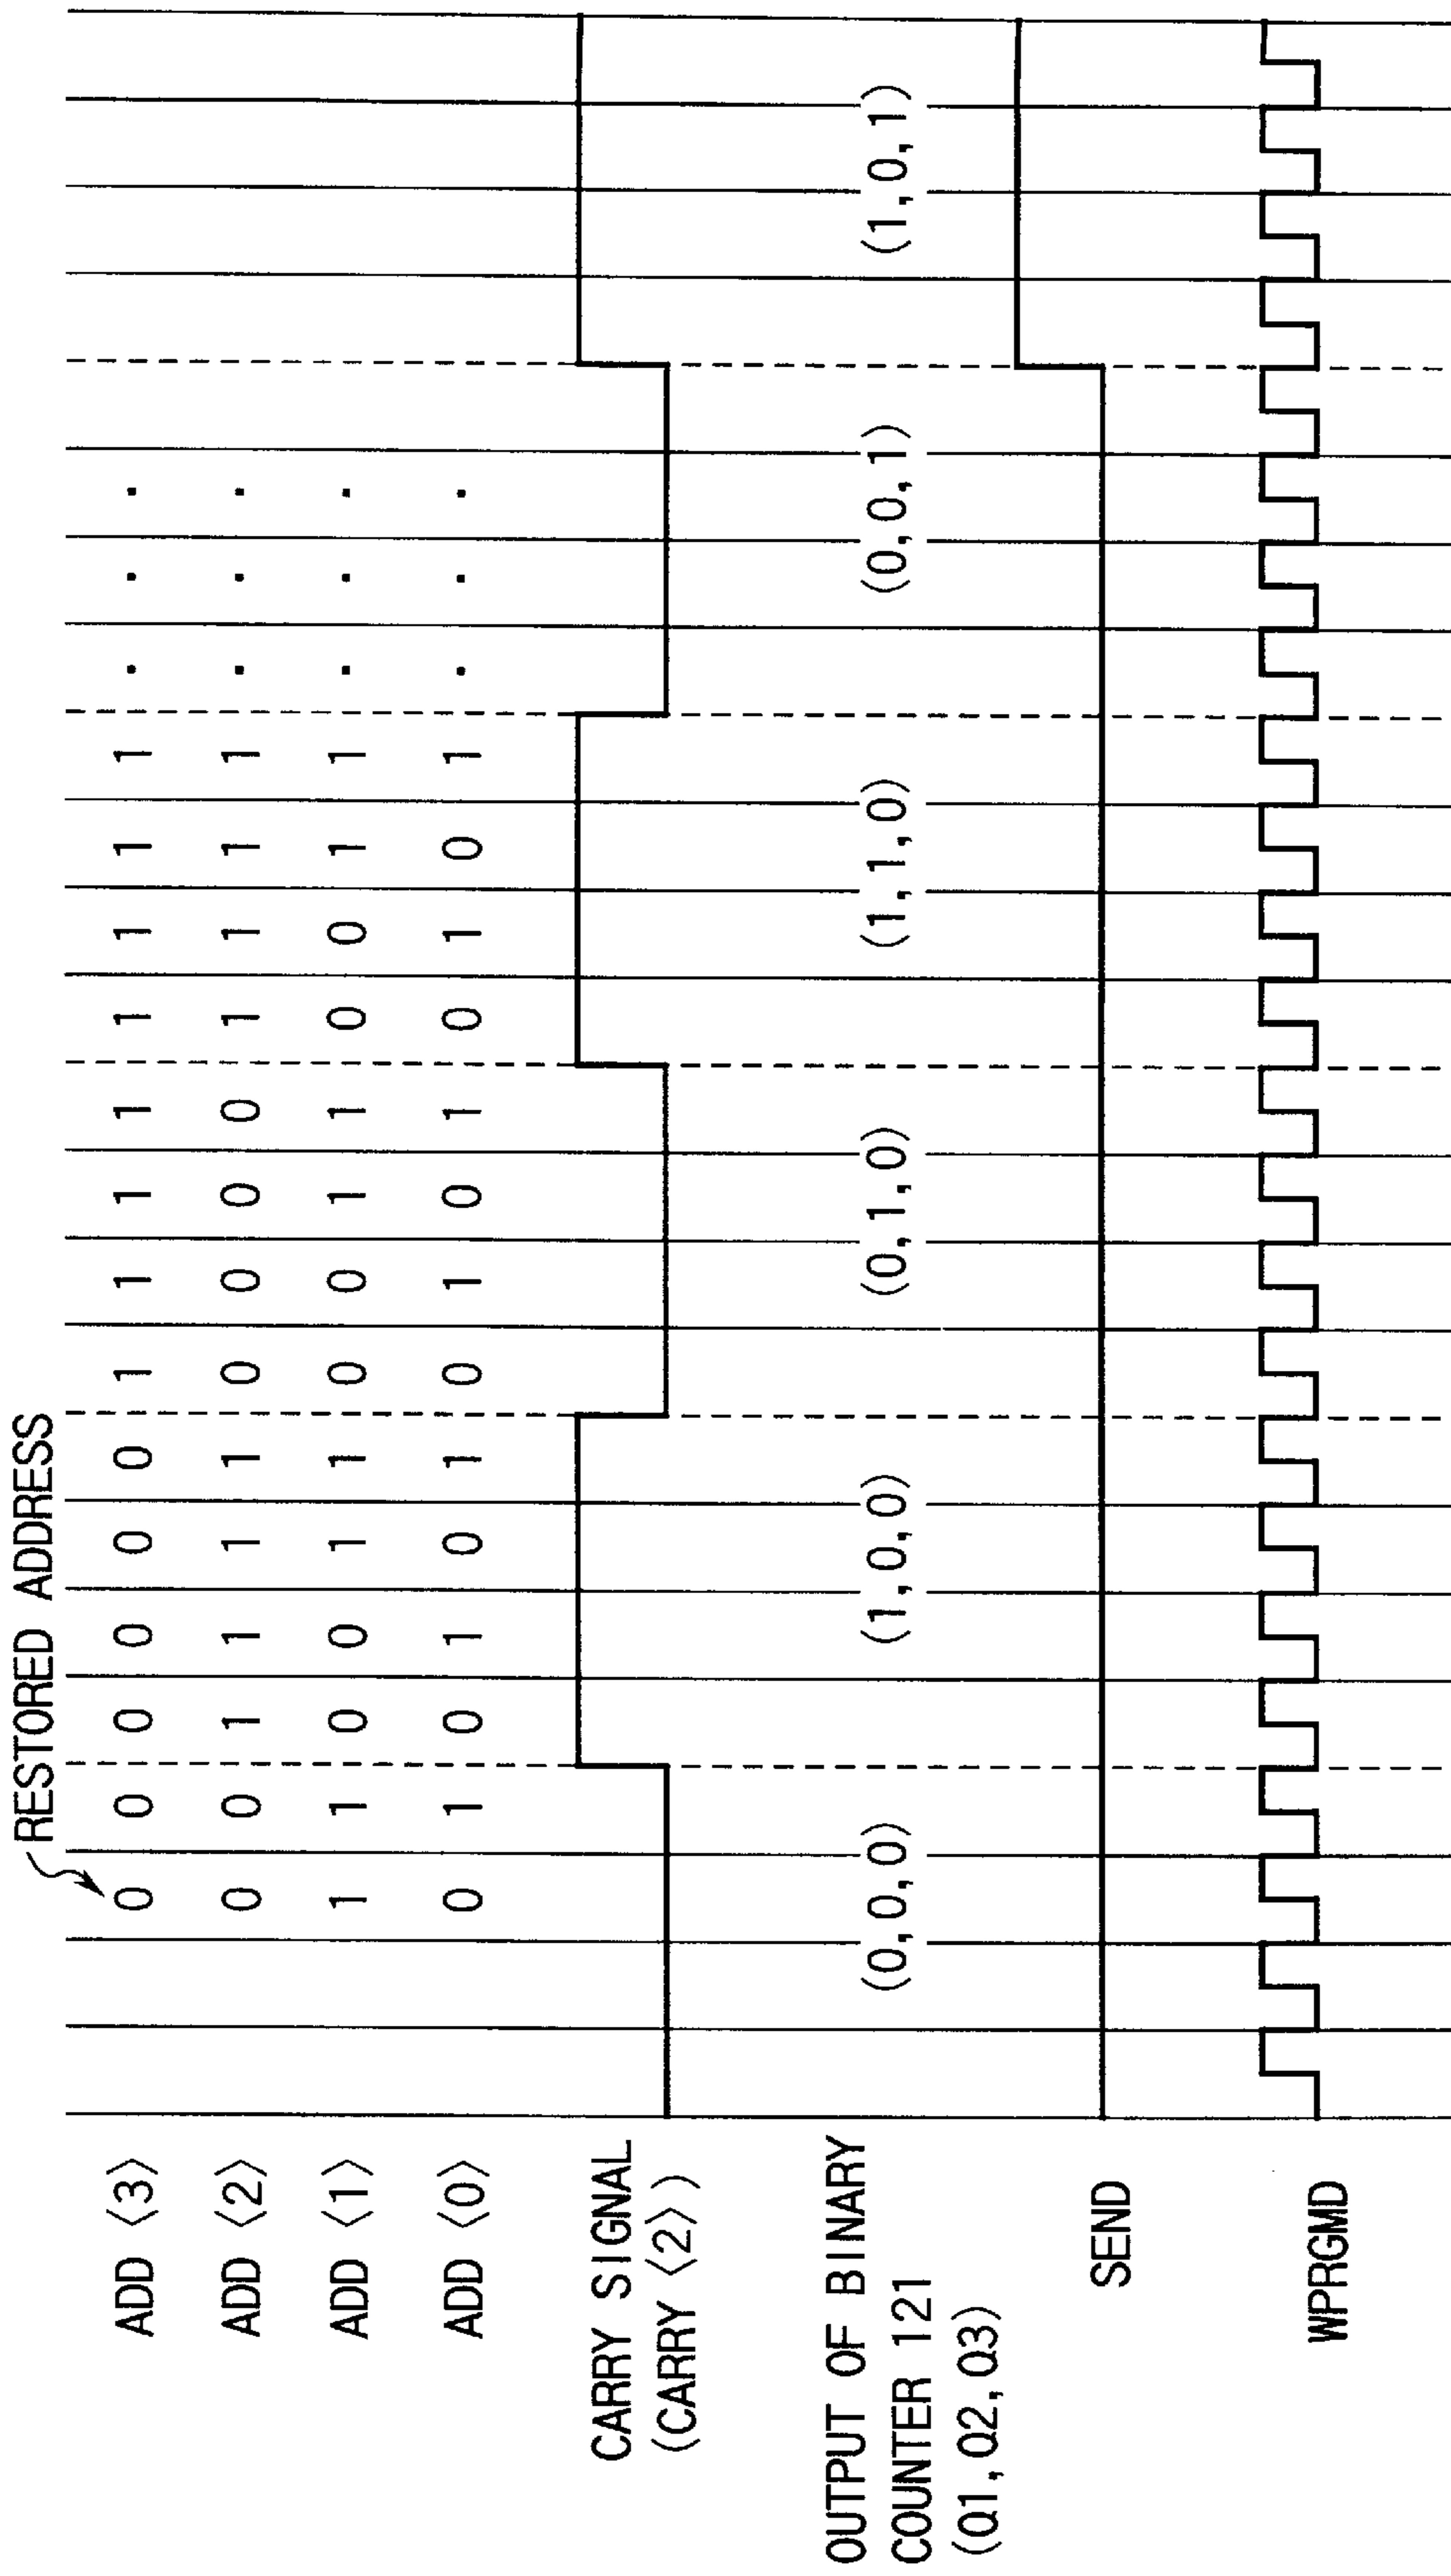 RESTORED ADDRESS
ADD 〈3〉 0 0 0 0 0 0 1 1 1 1 1 1 1 1 . . .
ADD 〈2〉 0 0 1 1 1 1 0 0 0 0 1 1 1 1 . . .
ADD 〈1〉 1 1 0 0 1 1 0 0 1 1 0 0 1 1 . . .
ADD 〈0〉 0 1 0 1 0 1 0 1 0 1 0 1 0 1 . . .
CARRY SIGNAL
(CARRY 〈2〉)
OUTPUT OF BINARY
COUNTER 121
(Q1,Q2,Q3)
(0,0,0) (1,0,0) (0,1,0) (1,1,0) (0,0,1) (1,0,1)
SEND
WPRGMD